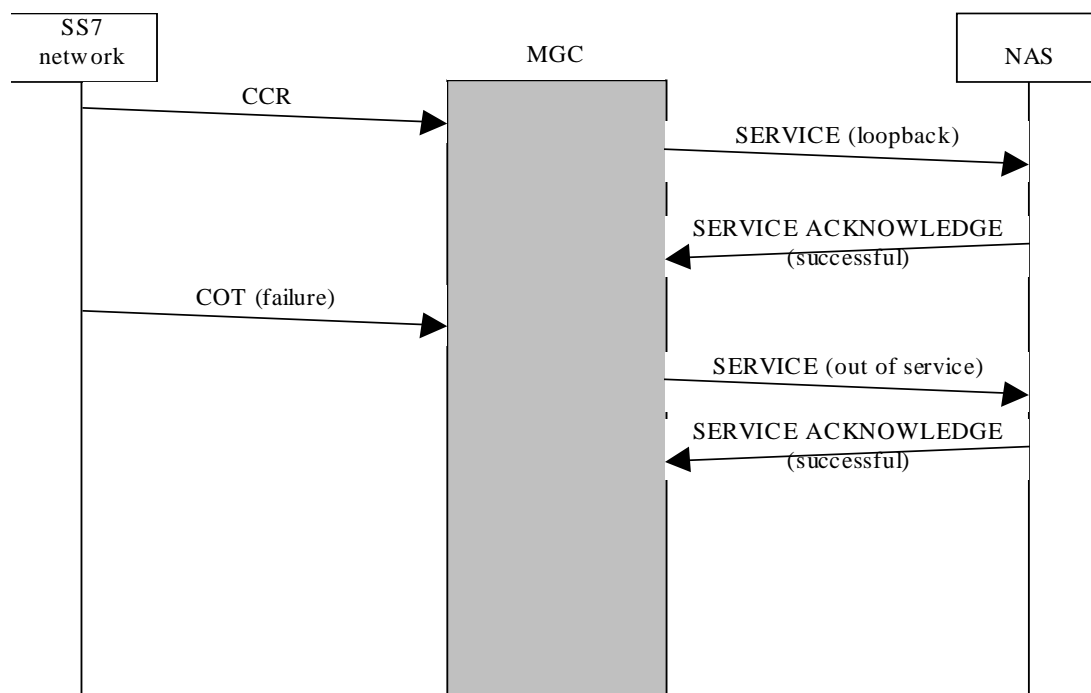 SS7
network
MGC
NAS
CCR
SERVICE (loopback)
SERVICE ACKNOWLEDGE
(successful)
COT (failure)
SERVICE (out of service)
SERVICE ACKNOWLEDGE
(successful)